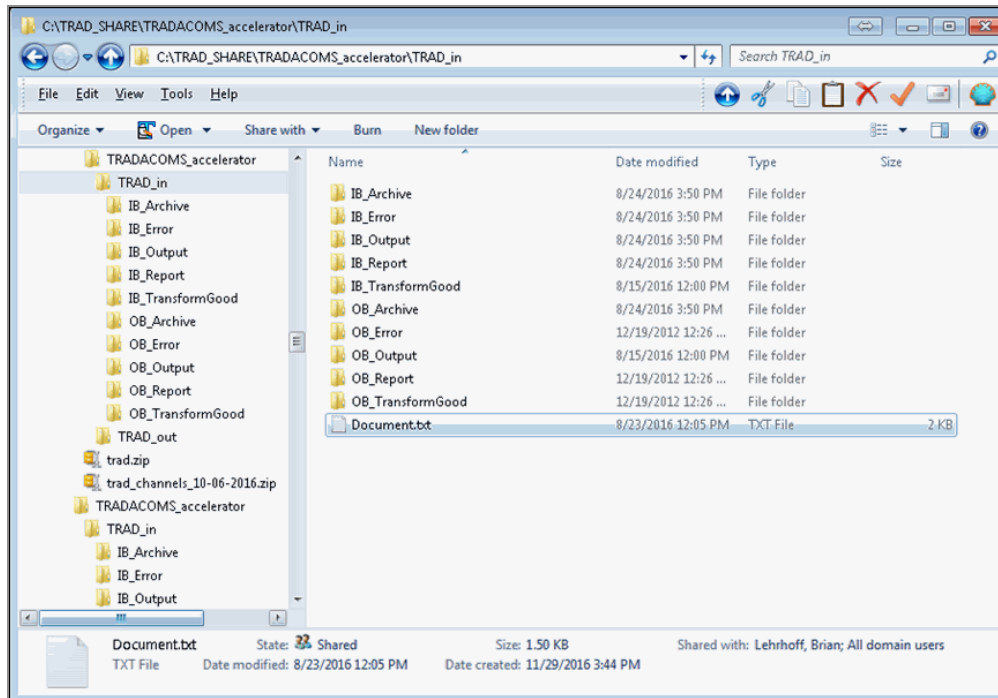 C:\TRAD_SHARE\TRADACOMS_accelerator\TRAD_in
C:\TRAD_SHARE\TRADACOMS_accelerator\TRAD_in Search TRAD_in
File Edit View Tools Help
Organize Open Share with Burn New folder
TRADACOMS_accelerator
TRAD_in
IB_Archive
IB_Error
IB_Output
IB_Report
IB_TransformGood
OB_Archive
OB_Error
OB_Output
OB_Report
OB_TransformGood
TRAD_out
trad.zip
trad_channels_10-06-2016.zip
TRADACOMS_accelerator
TRAD_in
IB_Archive
IB_Error
IB_Output
Name Date modified Type Size
IB_Archive 8/24/2016 3:50 PM File folder
IB_Error 8/24/2016 3:50 PM File folder
IB_Output 8/24/2016 3:50 PM File folder
IB_Report 8/24/2016 3:50 PM File folder
IB_TransformGood 8/15/2016 12:00 PM File folder
OB_Archive 8/24/2016 3:50 PM File folder
OB_Error 12/19/2012 12:26 ... File folder
OB_Output 8/15/2016 12:00 PM File folder
OB_Report 12/19/2012 12:26 ... File folder
OB_TransformGood 12/19/2012 12:26 ... File folder
Document.txt 8/23/2016 12:05 PM TXT File 2 KB
Document.txt State: Shared Size: 1.50 KB Shared with: Lehrhoff, Brian; All domain users
TXT File Date modified: 8/23/2016 12:05 PM Date created: 11/29/2016 3:44 PM